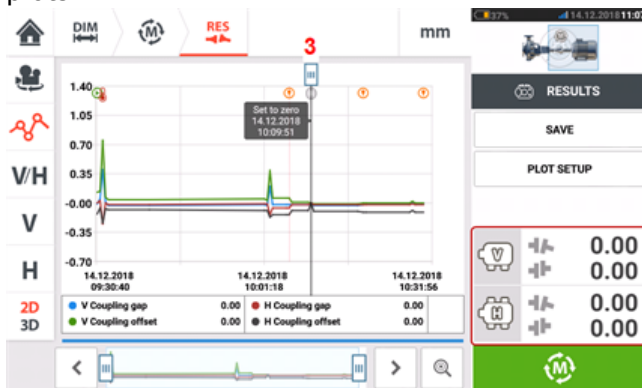 DIM
M
RES
mm
3
37%
14.12.2018 11:07
RESULTS
SAVE
PLOT SETUP
V/H
V
H
2D
3D
1.40
1.05
0.70
0.35
-0.00
-0.35
-0.70
Set to zero
14.12.2018
10:09:51
14.12.2018
09:30:40
14.12.2018
10:01:18
14.12.2018
10:31:56
V Coupling gap 0.00
H Coupling gap 0.00
V Coupling offset 0.00
H Coupling offset 0.00
V
0.00
0.00
H
0.00
0.00
M